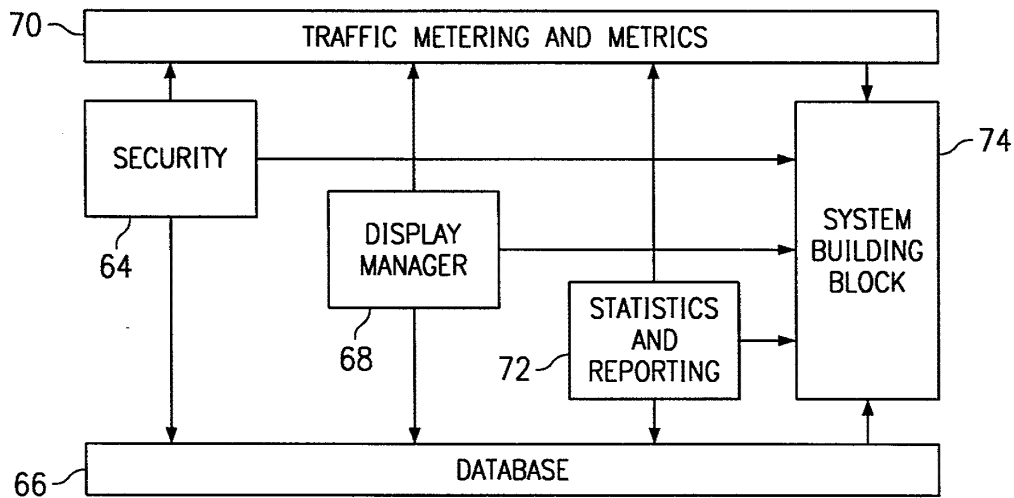 70
TRAFFIC METERING AND METRICS
SECURITY
64
74
DISPLAY
MANAGER
68
SYSTEM
BUILDING
BLOCK
STATISTICS
AND
REPORTING
72
66
DATABASE